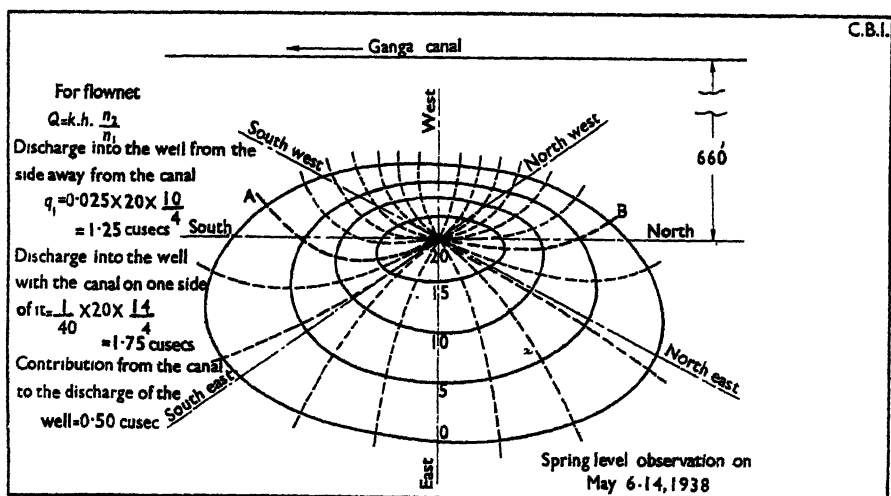 C.B.I.
Ganga canal
For flownet
Q=k.h. n₂/n₁
Discharge into the well from the
side away from the canal
q₁=0·025X20X 10/4
=1·25 cusecs
Discharge into the well
with the canal on one side
of it=1/40 X20X 14/4
=1·75 cusecs
Contribution from the canal
to the discharge of the
well=0·50 cusec
West
South west
North west
660'
A
B
South
North
20
15
10
5
0
South east
North east
East
Spring level observation on
May 6-14,1938